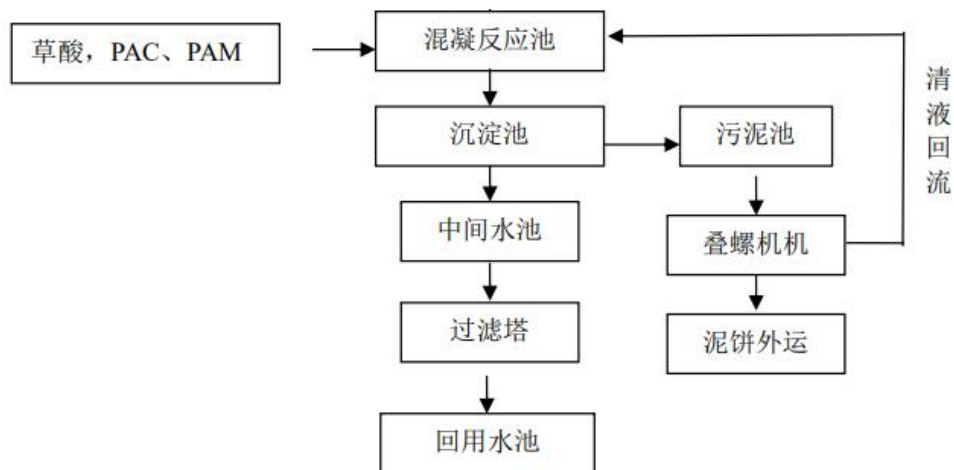 草酸，PAC、PAM
混凝反应池
沉淀池
污泥池
清液回流
中间水池
叠螺机机
过滤塔
泥饼外运
回用水池